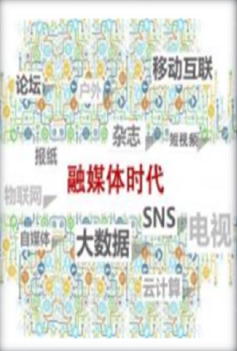 移动互联
论坛
户外
杂志
短视频
报纸
融媒体时代
物联网
SNS
电视
自媒体
大数据
云计算